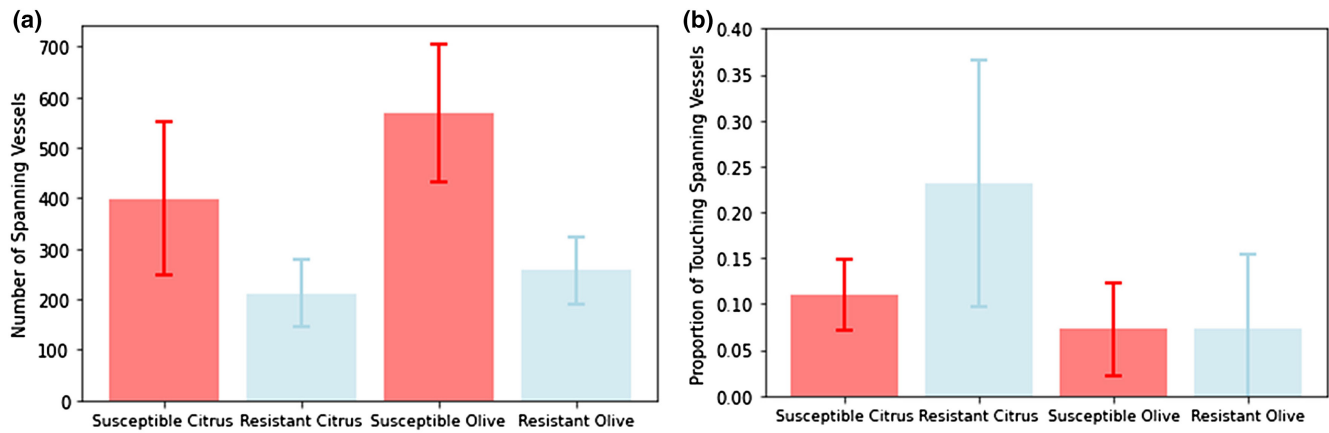 (a)
Number of Spanning Vessels
700
600
500
400
300
200
100
0
Susceptible Citrus Resistant Citrus Susceptible Olive Resistant Olive
(b)
Proportion of Touching Spanning Vessels
0.40
0.35
0.30
0.25
0.20
0.15
0.10
0.05
0.00
Susceptible Citrus Resistant Citrus Susceptible Olive Resistant Olive